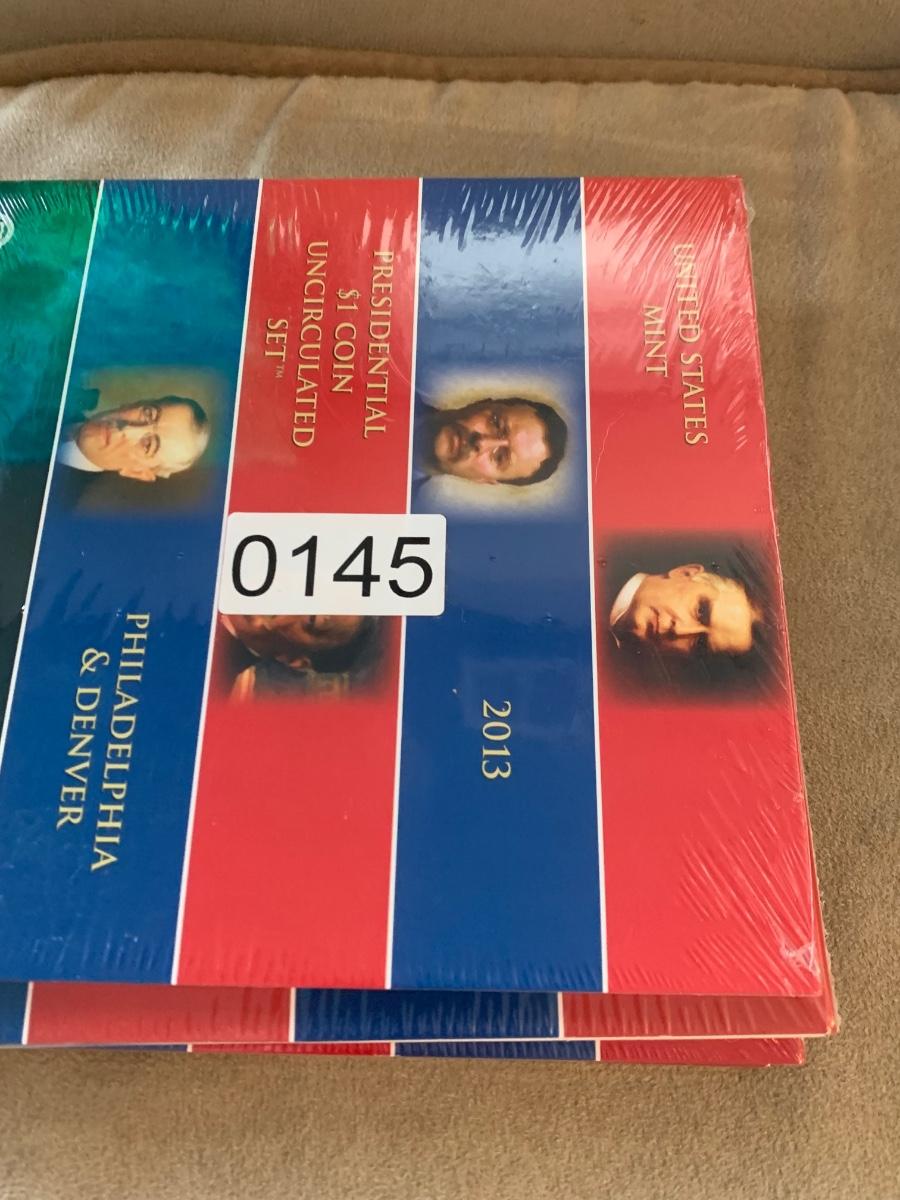 UNITED STATES
MINT
PRESIDENTIAL
$1 COIN
UNCIRCULATED
SET™
2013
PHILADELPHIA
& DENVER
0145